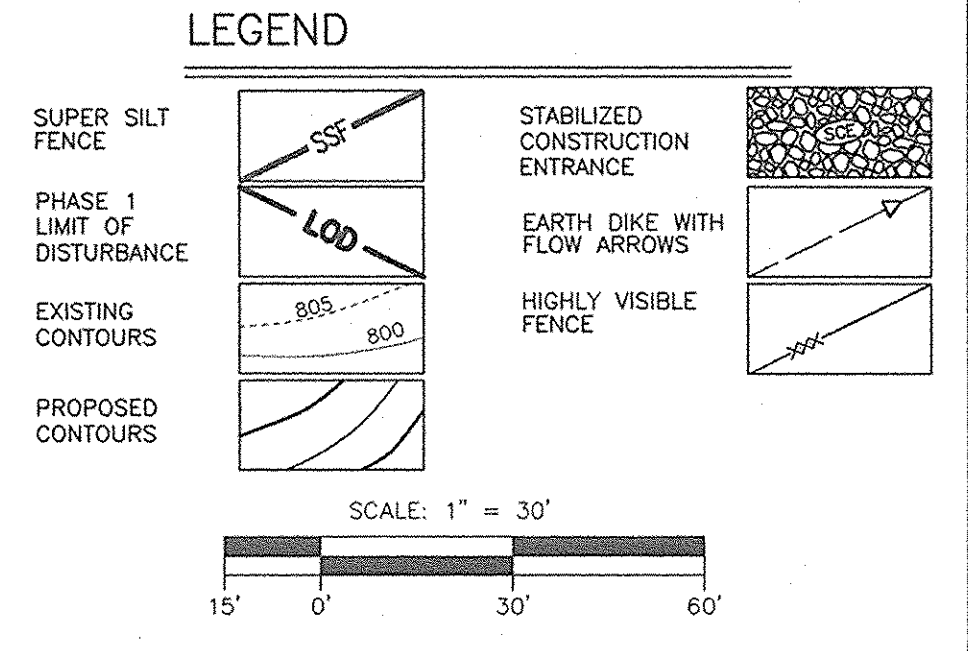 LEGEND
SUPER SILT
FENCE
SSF
PHASE 1
LIMIT OF
DISTURBANCE
LOD
EXISTING
CONTOURS
805
800
PROPOSED
CONTOURS
STABILIZED
CONSTRUCTION
ENTRANCE
SCE
EARTH DIKE WITH
FLOW ARROWS
HIGHLY VISIBLE
FENCE
SCALE: 1" = 30'
15' 0' 30' 60'